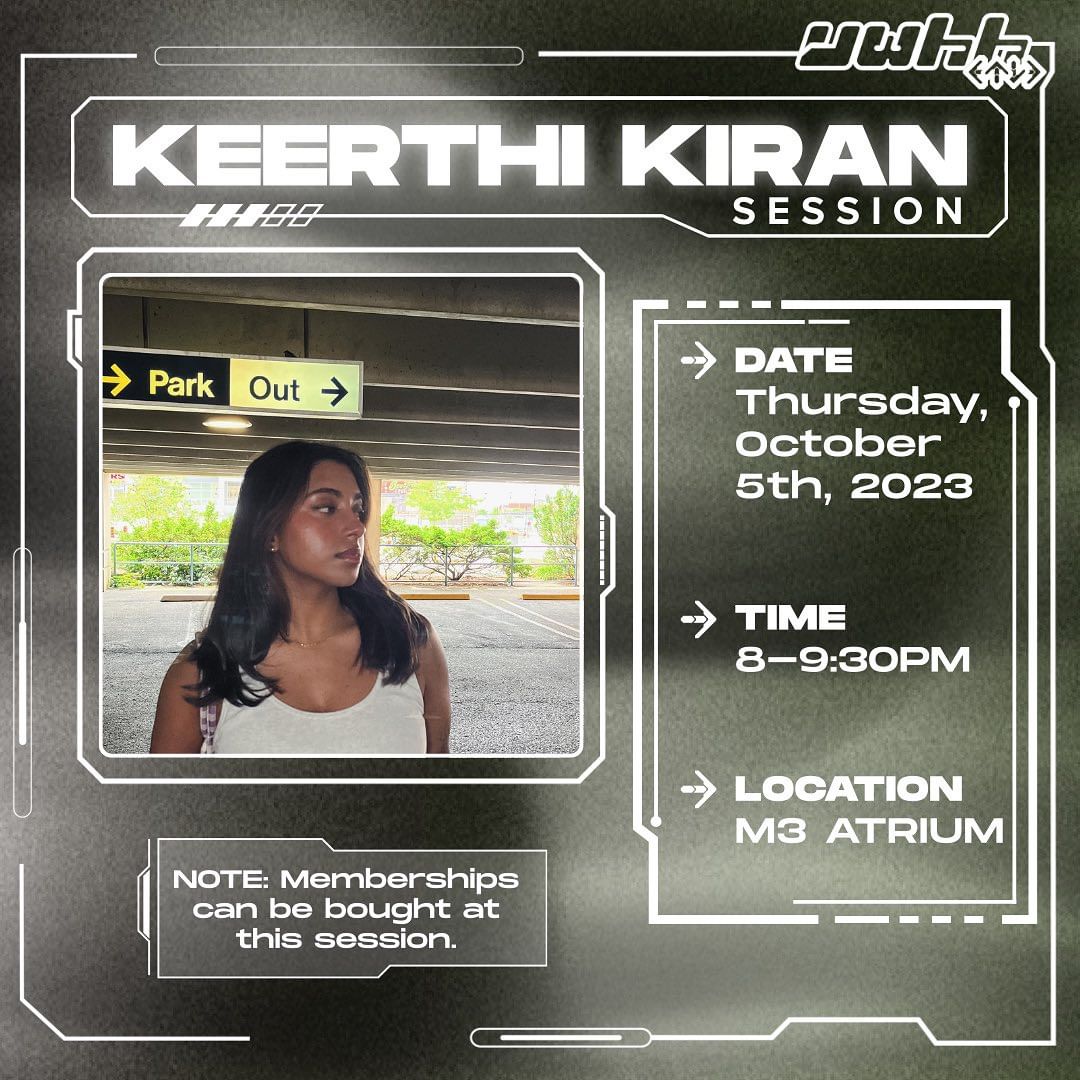 uwhh
KEERTHI KIRAN
SESSION
Park Out
DATE
Thursday,
October
5th, 2023
TIME
8–9:30PM
LOCATION
M3 ATRIUM
NOTE: Memberships
can be bought at
this session.